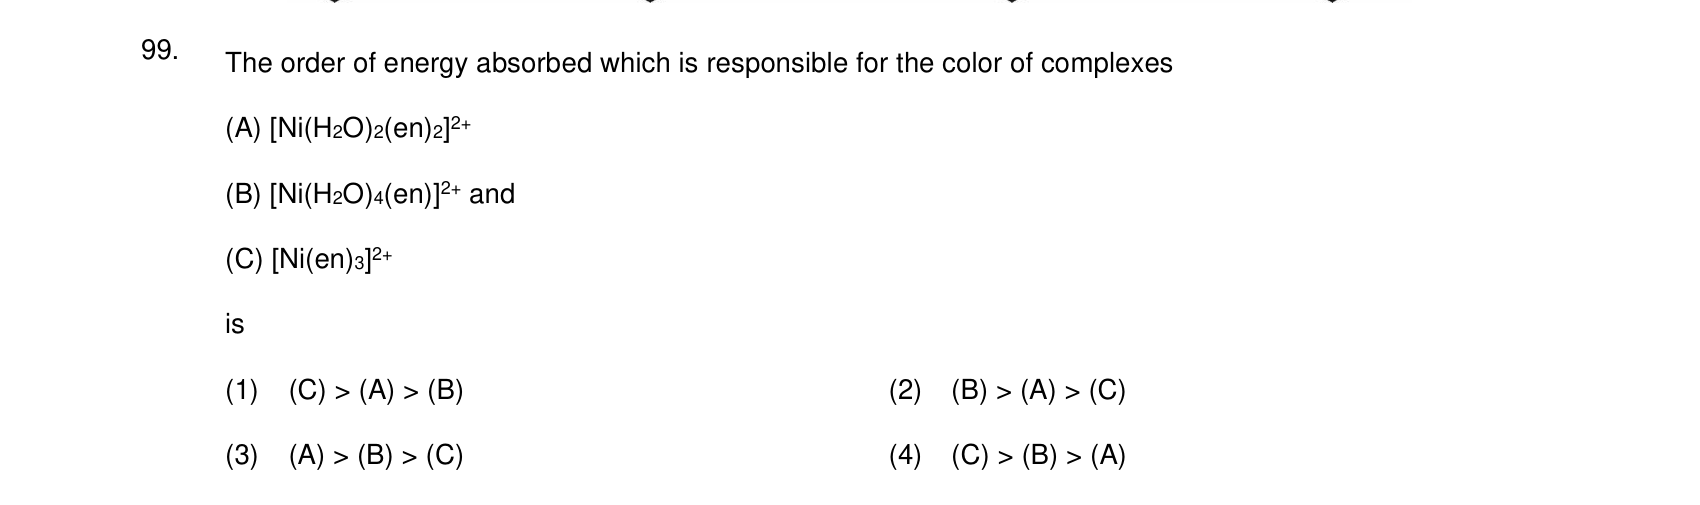 99. The order of energy absorbed which is responsible for the color of complexes
(A) [Ni(H₂O)₂(en)₂]²⁺
(B) [Ni(H₂O)₄(en)]²⁺ and
(C) [Ni(en)₃]²⁺
is
(1) (C) > (A) > (B) (2) (B) > (A) > (C)
(3) (A) > (B) > (C) (4) (C) > (B) > (A)